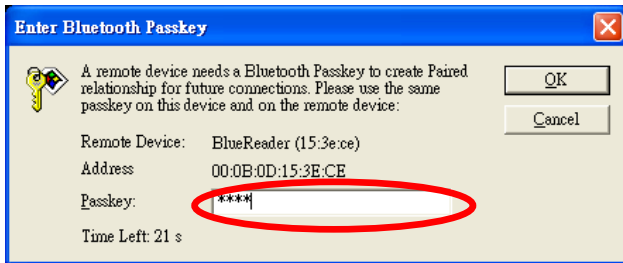 Enter Bluetooth Passkey
A remote device needs a Bluetooth Passkey to create Paired
relationship for future connections. Please use the same
passkey on this device and on the remote device:
OK
Cancel
Remote Device: BlueReader (15:3e:ce)
Address 00:0B:0D:15:3E:CE
Passkey: ****
Time Left: 21 s